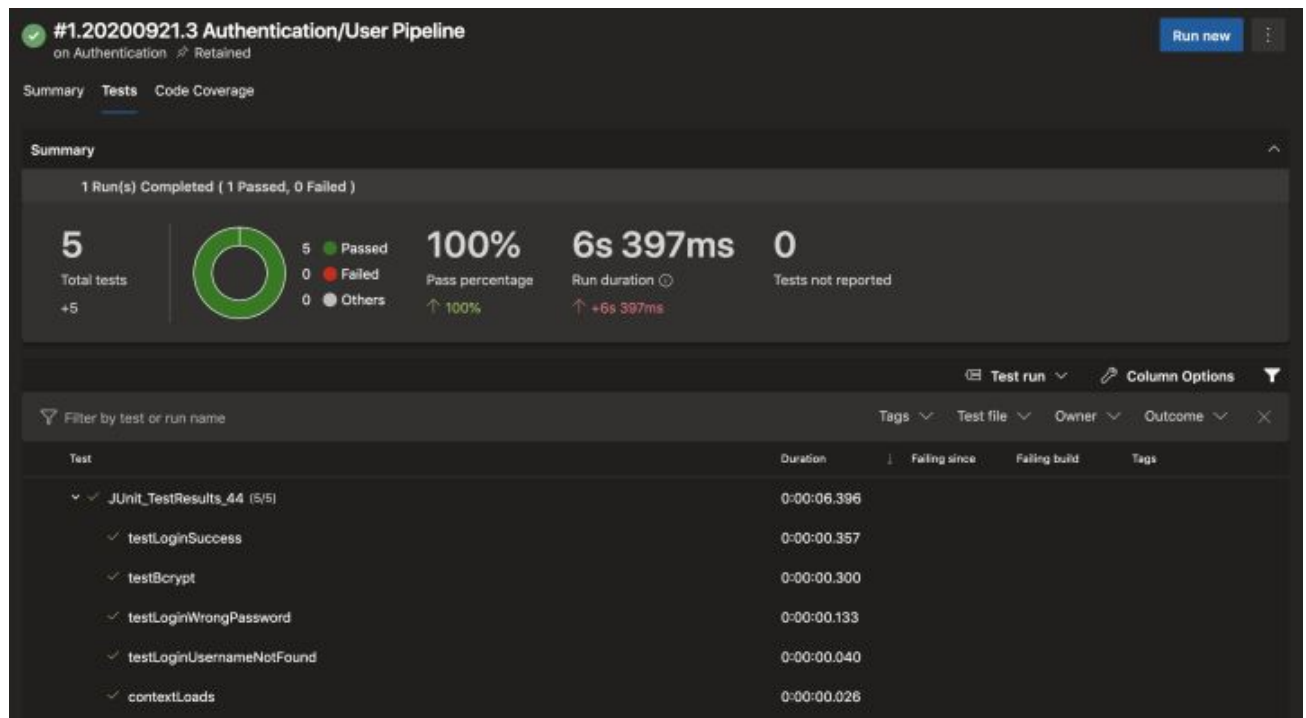 #1.20200921.3 Authentication/User Pipeline
on Authentication Retained
Run new
Summary Tests Code Coverage
Summary
1 Run(s) Completed ( 1 Passed, 0 Failed )
5
Total tests
+5
5 Passed
0 Failed
0 Others
100%
Pass percentage
↑ 100%
6s 397ms
Run duration
↑ +6s 397ms
0
Tests not reported
Test run Column Options
Filter by test or run name Tags Test file Owner Outcome
Test Duration ↓ Failing since Failing build Tags
JUnit_TestResults_44 (5/5) 0:00:06.396
testLoginSuccess 0:00:00.357
testBcrypt 0:00:00.300
testLoginWrongPassword 0:00:00.133
testLoginUsernameNotFound 0:00:00.040
contextLoads 0:00:00.026